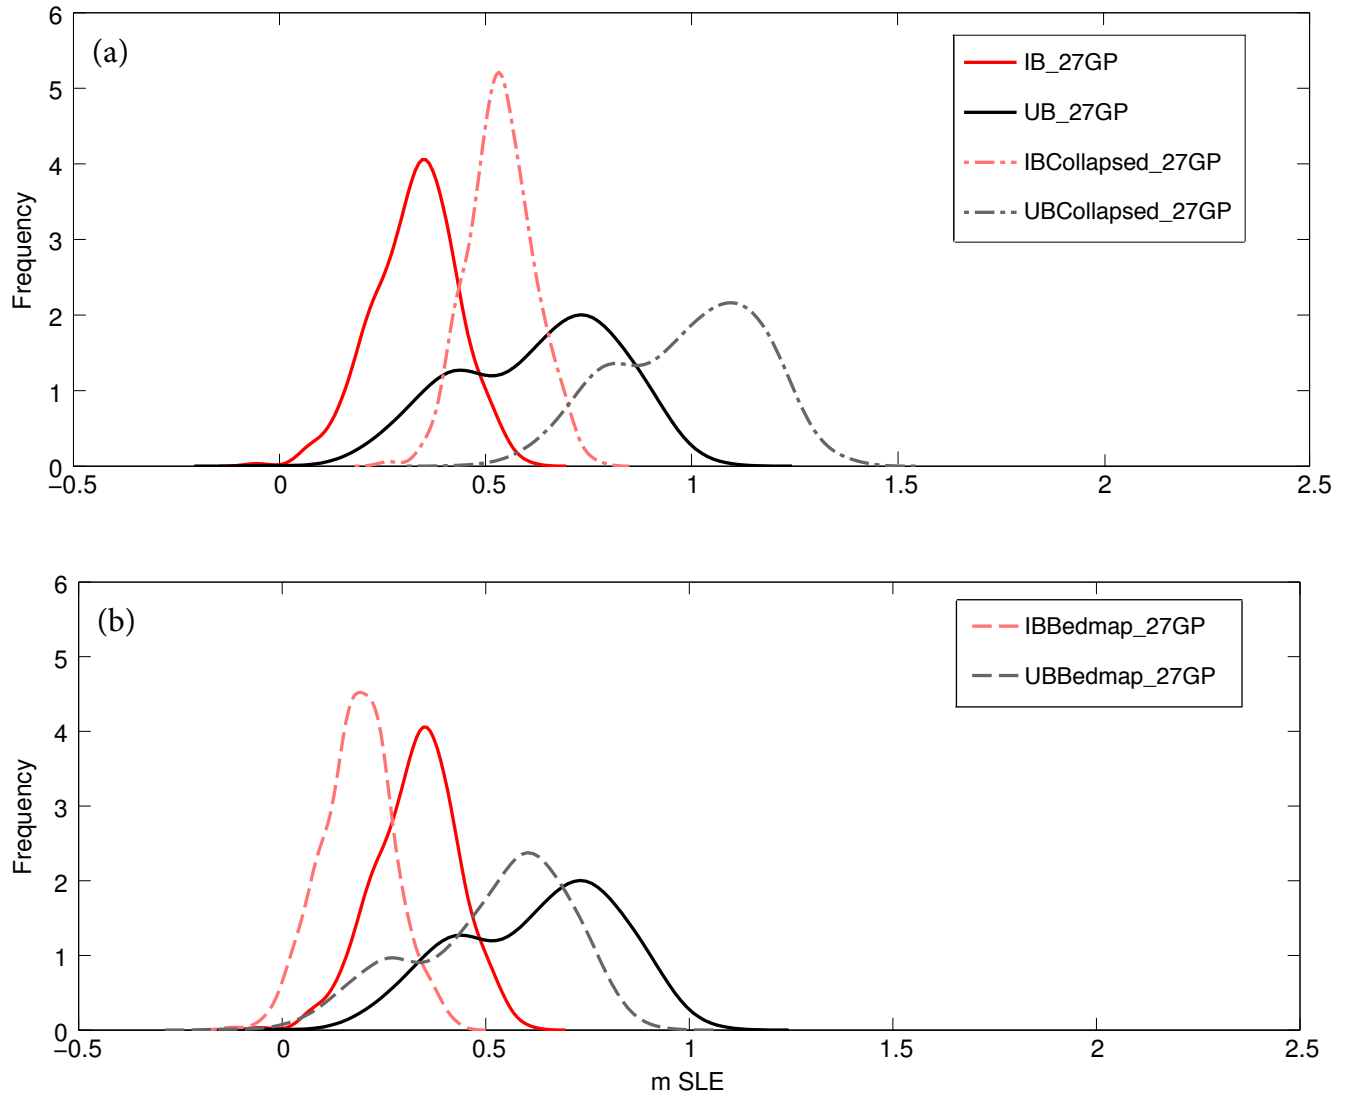 (a)
6
5
4
3
2
1
0
Frequency
−0.5
0
0.5
1
1.5
2
2.5
IB_27GP
UB_27GP
IBCollapsed_27GP
UBCollapsed_27GP
(b)
6
5
4
3
2
1
0
Frequency
−0.5
0
0.5
1
1.5
2
2.5
m SLE
IBBedmap_27GP
UBBedmap_27GP